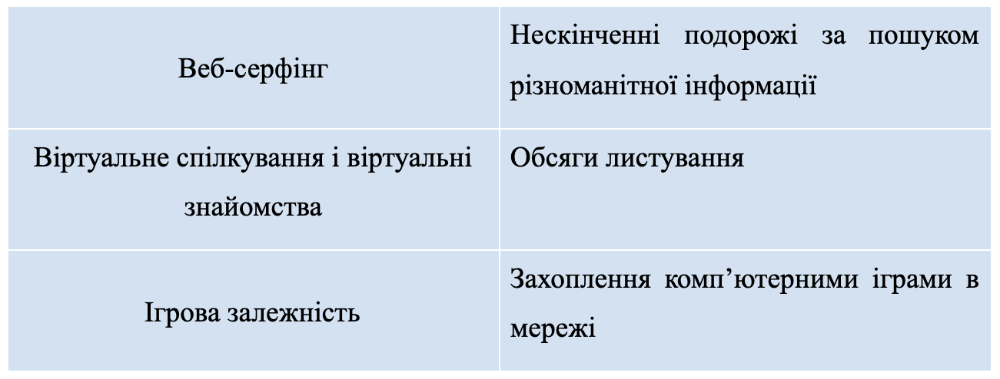 Веб-серфінг
Нескінченні подорожі за пошуком
різноманітної інформації
Віртуальне спілкування і віртуальні
знайомства
Обсяги листування
Ігрова залежність
Захоплення комп’ютерними іграми в
мережі